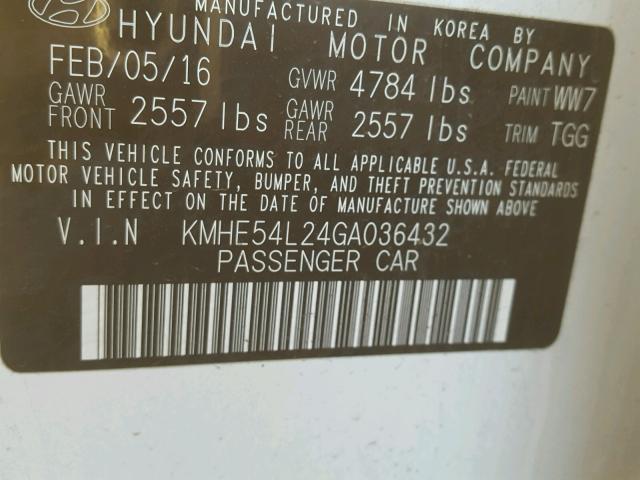 MANUFACTURED IN KOREA BY
HYUNDAI MOTOR COMPANY
FEB/05/16 GVWR 4784 lbs PAINT WW7
GAWR FRONT 2557 lbs GAWR REAR 2557 lbs TRIM TGG
THIS VEHICLE CONFORMS TO ALL APPLICABLE U.S.A. FEDERAL
MOTOR VEHICLE SAFETY, BUMPER, AND THEFT PREVENTION STANDARDS
IN EFFECT ON THE DATE OF MANUFACTURE SHOWN ABOVE
V.I.N KMHE54L24GA036432
PASSENGER CAR